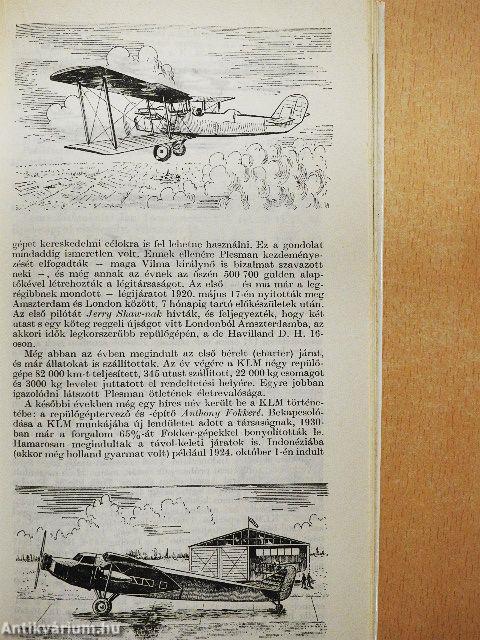 gépet kereskedelmi célokra is fel lehetne használni. Ez a gondolat
mindaddig ismeretlen volt. Ennek ellenére Plesman kezdeménye-
zését elfogadták — maga Vilma királynő is bizalmat szavazott
neki —, és még annak az évnek az őszén 500 700 gulden alap-
tőkével létrehozták a légitársaságot. Az első — és ma már a leg-
régibbnek mondott — légijáratot 1920. május 17-én nyitották meg
Amszterdam és London között, 7 hónapig tartó előkészületek után.
Az első pilótát Jerry Shaw-nak hívták, és feljegyezték, hogy két
utast s egy köteg reggeli újságot vitt Londonból Amszterdamba, az
akkori idők legkorszerűbb repülőgépén, a de Havilland D. H. 16-
oson.
Még abban az évben megindult az első bérelt (charter) járat,
és már állatokat is szállítottak. Az év végére a KLM négy repülő-
gépe 82 000 km-t teljesített, 345 utast szállított, 22 000 kg csomagot
és 3000 kg levelet juttatott el rendeltetési helyére. Egyre jobban
igazolódni látszott Plesman ötletének életrevalósága.
A későbbi években még egy híres név került be a KLM történe-
tébe: a repülőgéptervező és -építő Anthony Fokkeré. Bekapcsoló-
dása a KLM munkájába új lendületet adott a társaságnak, 1930-
ban már a forgalom 65%-át Fokker-gépekkel bonyolították le.
Hamarosan megindultak a távol-keleti járatok is. Indonéziába
(akkor még holland gyarmat volt) például 1924. október 1-én indult
Antikvárium.hu